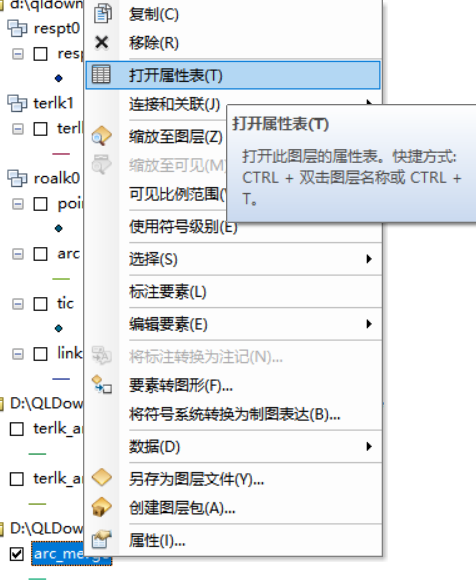 d:\qldown
respt0
resp
terlk1
terll
roalk0
poi
arc
tic
link
D:\QLDow
terlk_a
terlk_a
D:\QLDow
arc_merg
复制(C)
移除(R)
打开属性表(T)
连接和关联(J)
缩放至图层(Z)
缩放至可见(M)
可见比例范围(
使用符号级别(E)
选择(S)
标注要素(L)
编辑要素(E)
将标注转换为注记(N)...
要素转图形(F)...
将符号系统转换为制图表达(B)...
数据(D)
另存为图层文件(Y)...
创建图层包(A)...
属性(I)...
打开属性表(T)
打开此图层的属性表。快捷方式:
CTRL + 双击图层名称或 CTRL +
T。